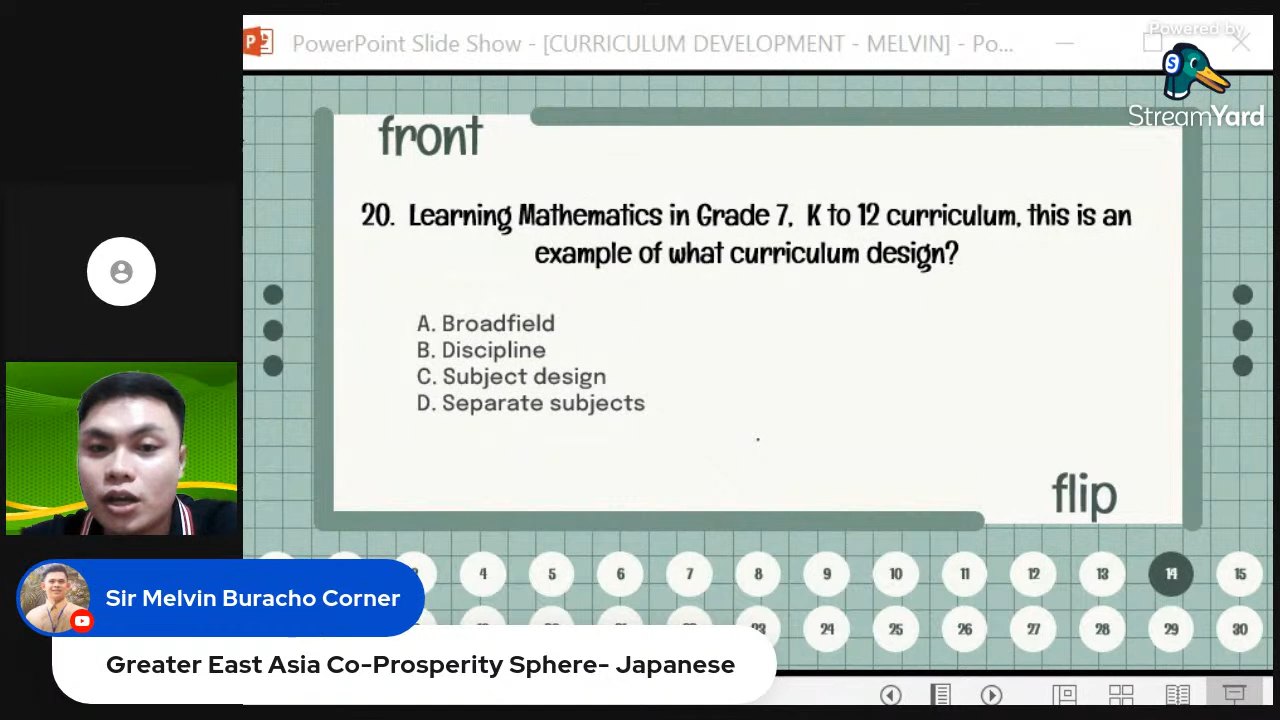 PowerPoint Slide Show - [CURRICULUM DEVELOPMENT - MELVIN] - Po...
Powered by
StreamYard
front
20. Learning Mathematics in Grade 7, K to 12 curriculum, this is an
example of what curriculum design?
A. Broadfield
B. Discipline
C. Subject design
D. Separate subjects
flip
4 5 6 7 8 9 10 11 12 13 14 15
24 25 26 27 28 29 30
Sir Melvin Buracho Corner
Greater East Asia Co-Prosperity Sphere- Japanese